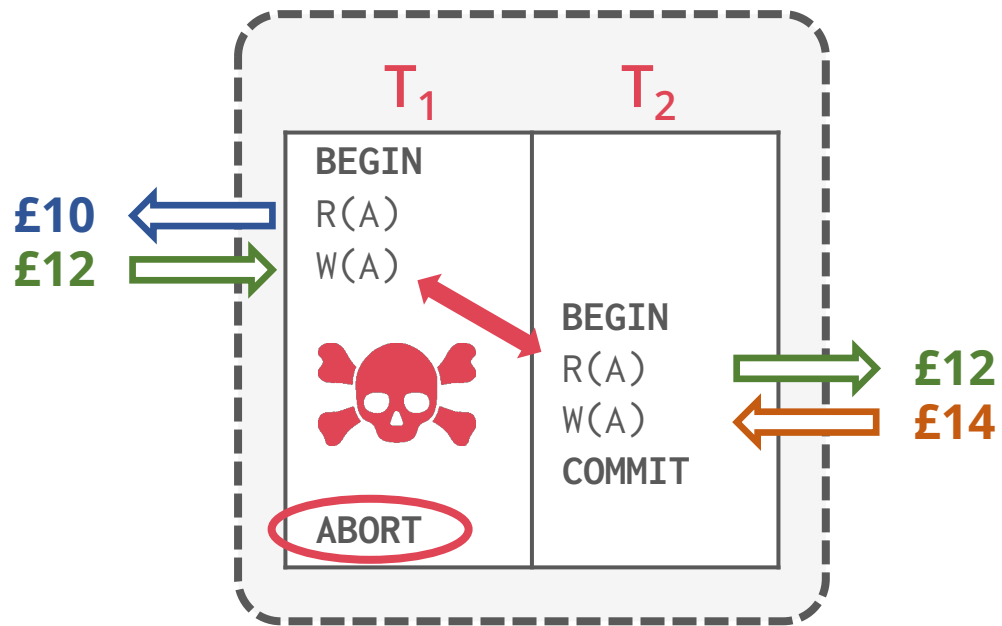 T₁ T₂
BEGIN
£10 R(A)
£12 W(A)
BEGIN
R(A) £12
W(A) £14
COMMIT
ABORT